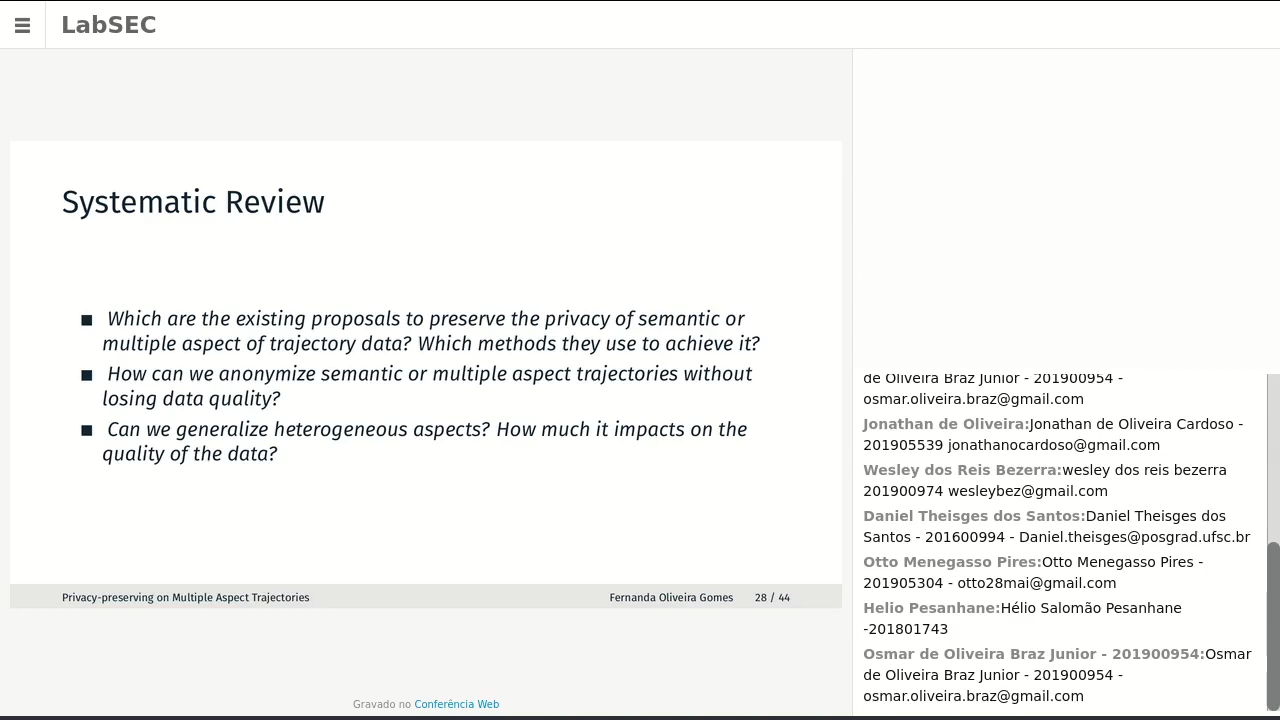 LabSEC
Systematic Review
Which are the existing proposals to preserve the privacy of semantic or
multiple aspect of trajectory data? Which methods they use to achieve it?
How can we anonymize semantic or multiple aspect trajectories without
losing data quality?
Can we generalize heterogeneous aspects? How much it impacts on the
quality of the data?
Privacy-preserving on Multiple Aspect Trajectories
Fernanda Oliveira Gomes
28 / 44
Gravado no Conferência Web
de Oliveira Braz Junior - 201900954 -
osmar.oliveira.braz@gmail.com
Jonathan de Oliveira:Jonathan de Oliveira Cardoso -
201905539 jonathanocardoso@gmail.com
Wesley dos Reis Bezerra:wesley dos reis bezerra
201900974 wesleybez@gmail.com
Daniel Theisges dos Santos:Daniel Theisges dos
Santos - 201600994 - Daniel.theisges@posgrad.ufsc.br
Otto Menegasso Pires:Otto Menegasso Pires -
201905304 - otto28mai@gmail.com
Helio Pesanhane:Hélio Salomão Pesanhane
-201801743
Osmar de Oliveira Braz Junior - 201900954:Osmar
de Oliveira Braz Junior - 201900954 -
osmar.oliveira.braz@gmail.com